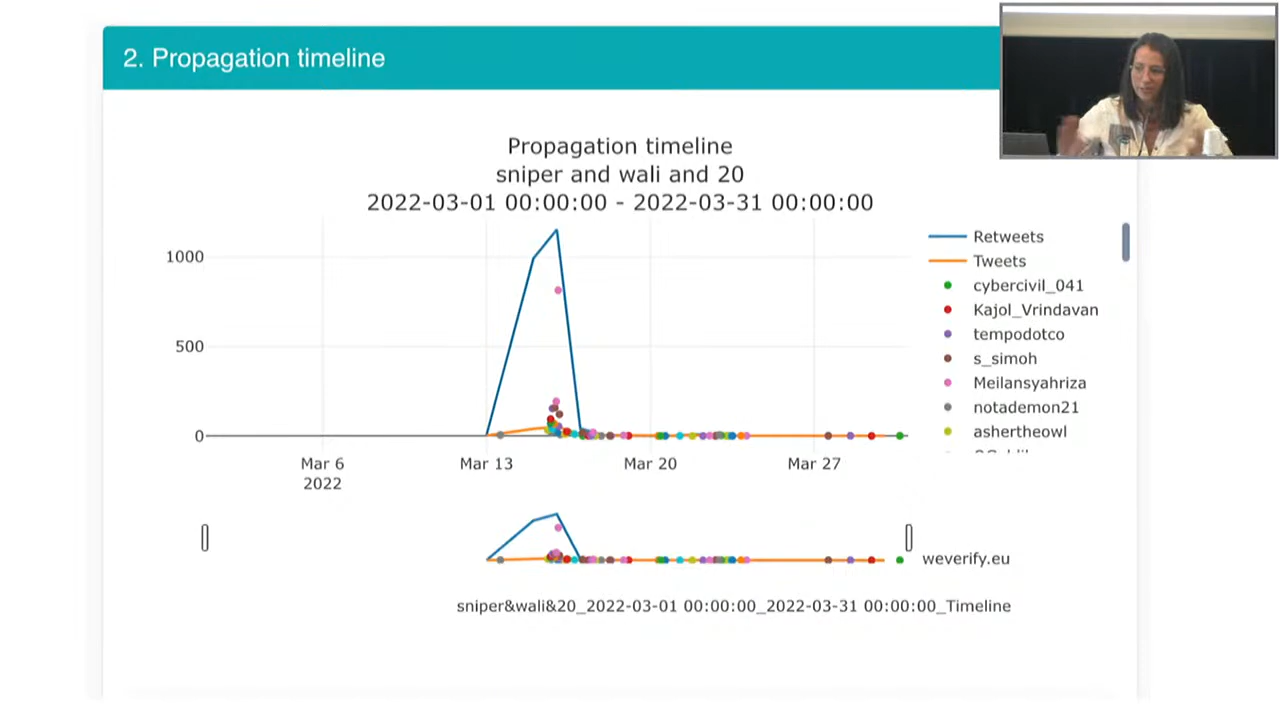 2. Propagation timeline
Propagation timeline
sniper and wali and 20
2022-03-01 00:00:00 - 2022-03-31 00:00:00
1000
500
0
Mar 6
2022
Mar 13
Mar 20
Mar 27
Retweets
Tweets
cybercivil_041
Kajol_Vrindavan
tempodotco
s_simoh
Meilansyahriza
notademon21
ashertheowl
weverify.eu
sniper&wali&20_2022-03-01 00:00:00_2022-03-31 00:00:00_Timeline